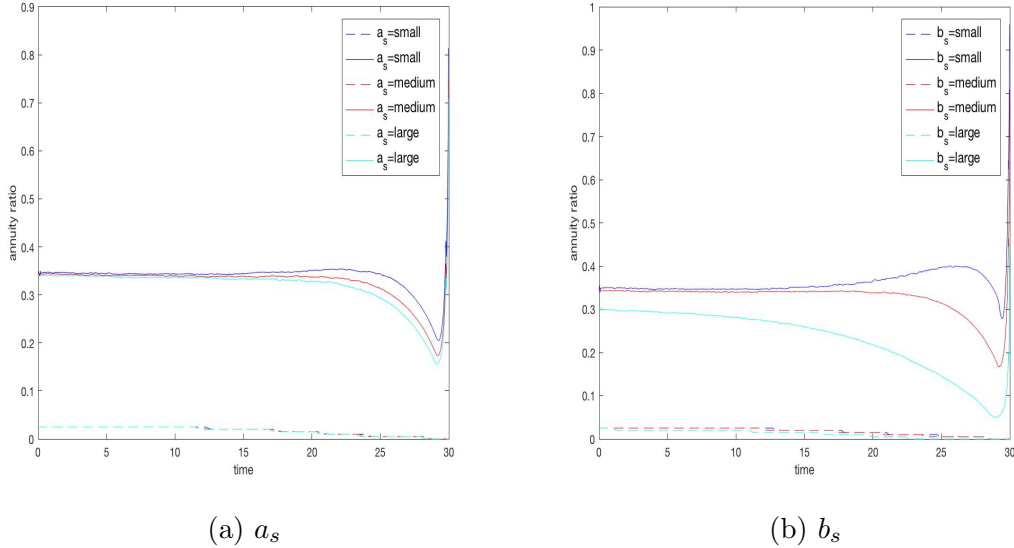 0.9
0.8
0.7
0.6
0.5
0.4
0.3
0.2
0.1
0
annuity ratio
0 5 10 15 20 25 30
time
a_s=small
a_s=small
a_s=medium
a_s=medium
a_s=large
a_s=large
(a) a_s
1
0.9
0.8
0.7
0.6
0.5
0.4
0.3
0.2
0.1
0
annuity ratio
0 5 10 15 20 25 30
time
b_s=small
b_s=small
b_s=medium
b_s=medium
b_s=large
b_s=large
(b) b_s